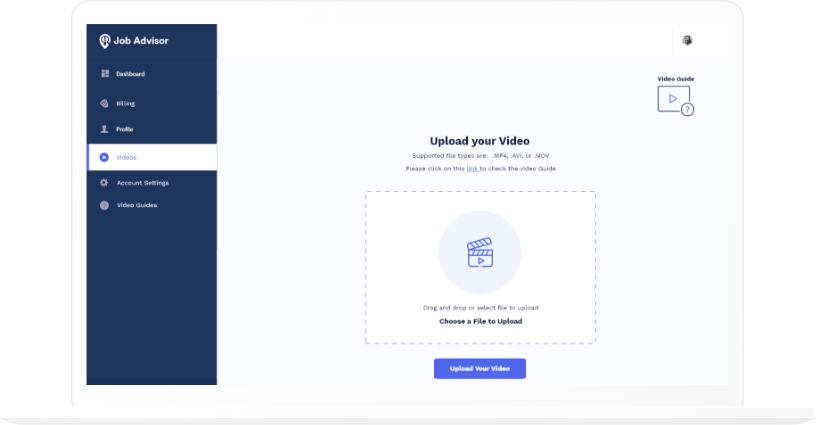 Job Advisor
Dashboard
Billing
Profile
Videos
Account Settings
Video Guides
Video Guide
?
Upload your Video
Supported file types are: .MP4, .AVI, or .MOV
Please click on this link to check the video Guide
Drag and drop or select file to upload
Choose a File to Upload
Upload Your Video